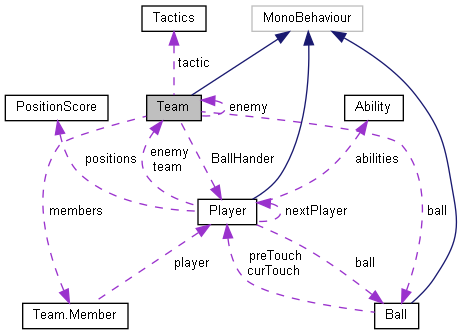 Tactics
MonoBehaviour
tactic
PositionScore
Team
enemy
Ability
positions
enemy
team
BallHander
abilities
members
Player
nextPlayer
ball
player
preTouch
curTouch
ball
Team.Member
Ball